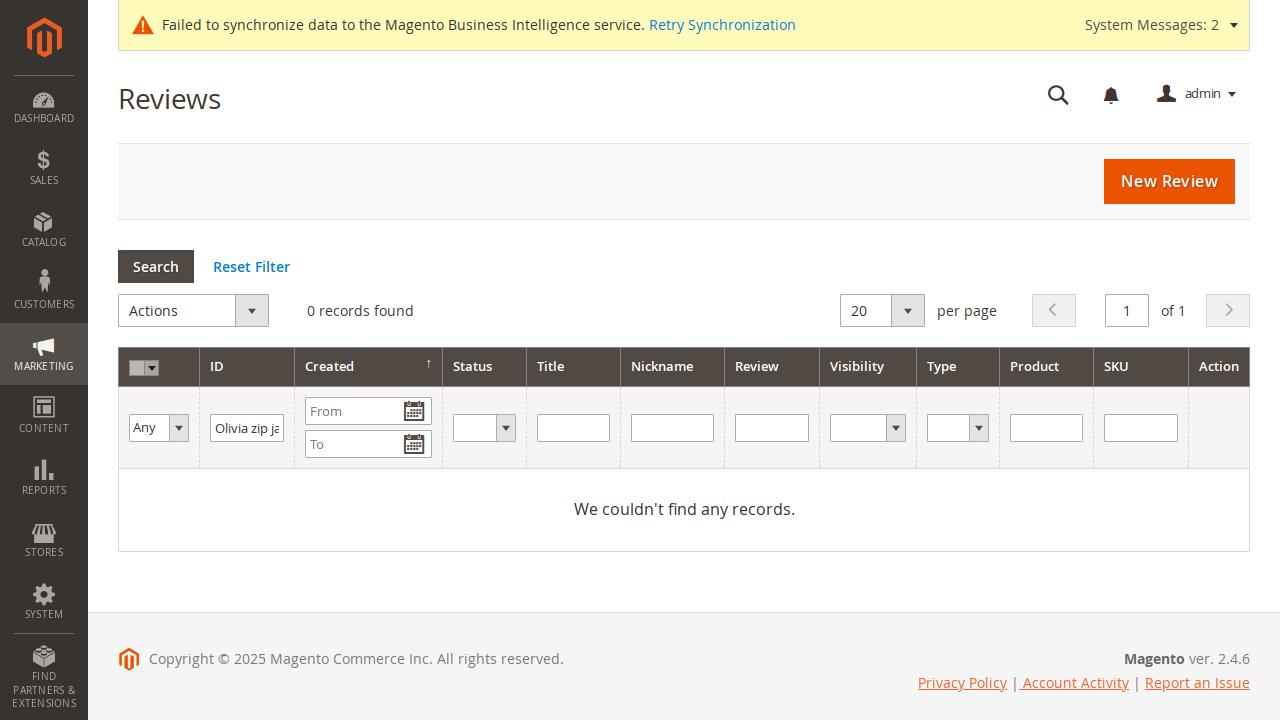 Failed to synchronize data to the Magento Business Intelligence service. Retry Synchronization
System Messages: 2
DASHBOARD
SALES
CATALOG
CUSTOMERS
MARKETING
CONTENT
REPORTS
STORES
SYSTEM
FIND
PARTNERS &
EXTENSIONS
Reviews
admin
New Review
Search
Reset Filter
Actions
0 records found
20
per page
1
of 1
ID
Created
↑
Status
Title
Nickname
Review
Visibility
Type
Product
SKU
Action
Any
Olivia zip ja
From
To
We couldn't find any records.
Copyright © 2025 Magento Commerce Inc. All rights reserved.
Magento ver. 2.4.6
Privacy Policy | Account Activity | Report an Issue